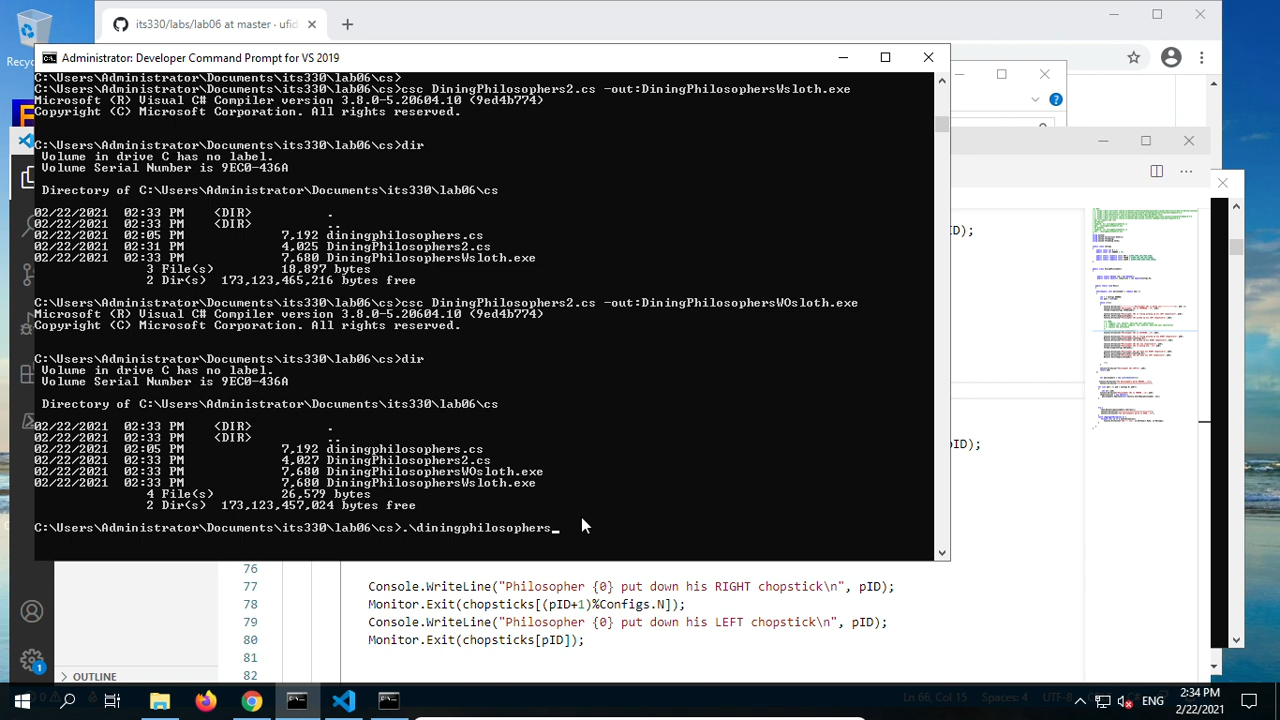 its330/labs/lab06 at master · ufid
Recyc
Administrator: Developer Command Prompt for VS 2019
C:\Users\Administrator\Documents\its330\lab06\cs>
C:\Users\Administrator\Documents\its330\lab06\cs>csc DiningPhilosophers2.cs -out:DiningPhilosophersWsloth.exe
Microsoft (R) Visual C# Compiler version 3.8.0-5.20604.10 (9ed4b774)
Copyright (C) Microsoft Corporation. All rights reserved.
C:\Users\Administrator\Documents\its330\lab06\cs>dir
Volume in drive C has no label.
Volume Serial Number is 9EC0-436A
Directory of C:\Users\Administrator\Documents\its330\lab06\cs
02/22/2021  02:33 PM    <DIR>          .
02/22/2021  02:33 PM    <DIR>          ..
02/22/2021  02:05 PM             7,192 diningphilosophers.cs
02/22/2021  02:31 PM             4,025 diningphilosophers2.cs
02/22/2021  02:33 PM             7,680 DiningPhilosophersWsloth.exe
3 File(s)         18,897 bytes
2 Dir(s)  173,123,465,216 bytes free
C:\Users\Administrator\Documents\its330\lab06\cs>csc DiningPhilosophers2.cs -out:DiningPhilosophersWOsloth.exe
Microsoft (R) Visual C# Compiler version 3.8.0-5.20604.10 (9ed4b774)
Copyright (C) Microsoft Corporation. All rights reserved.
C:\Users\Administrator\Documents\its330\lab06\cs>dir
Volume in drive C has no label.
Volume Serial Number is 9EC0-436A
Directory of C:\Users\Administrator\Documents\its330\lab06\cs
02/22/2021  02:33 PM    <DIR>          .
02/22/2021  02:33 PM    <DIR>          ..
02/22/2021  02:05 PM             7,192 diningphilosophers.cs
02/22/2021  02:33 PM             4,027 diningphilosophers2.cs
02/22/2021  02:33 PM             7,680 DiningPhilosophersWOsloth.exe
02/22/2021  02:33 PM             7,680 DiningPhilosophersWsloth.exe
4 File(s)         26,579 bytes
2 Dir(s)  173,123,457,024 bytes free
C:\Users\Administrator\Documents\its330\lab06\cs>.\diningphilosophers_
ID);
pID);
76
77 Console.WriteLine("Philosopher {0} put down his RIGHT chopstick\n", pID);
78 Monitor.Exit(chopsticks[(pID+1)%Configs.N]);
79 Console.WriteLine("Philosopher {0} put down his LEFT chopstick\n", pID);
80 Monitor.Exit(chopsticks[pID]);
81
82
OUTLINE
1
0
Ln 66, Col 15 Spaces: 4 UTF-8
ENG
2:34 PM
2/22/2021